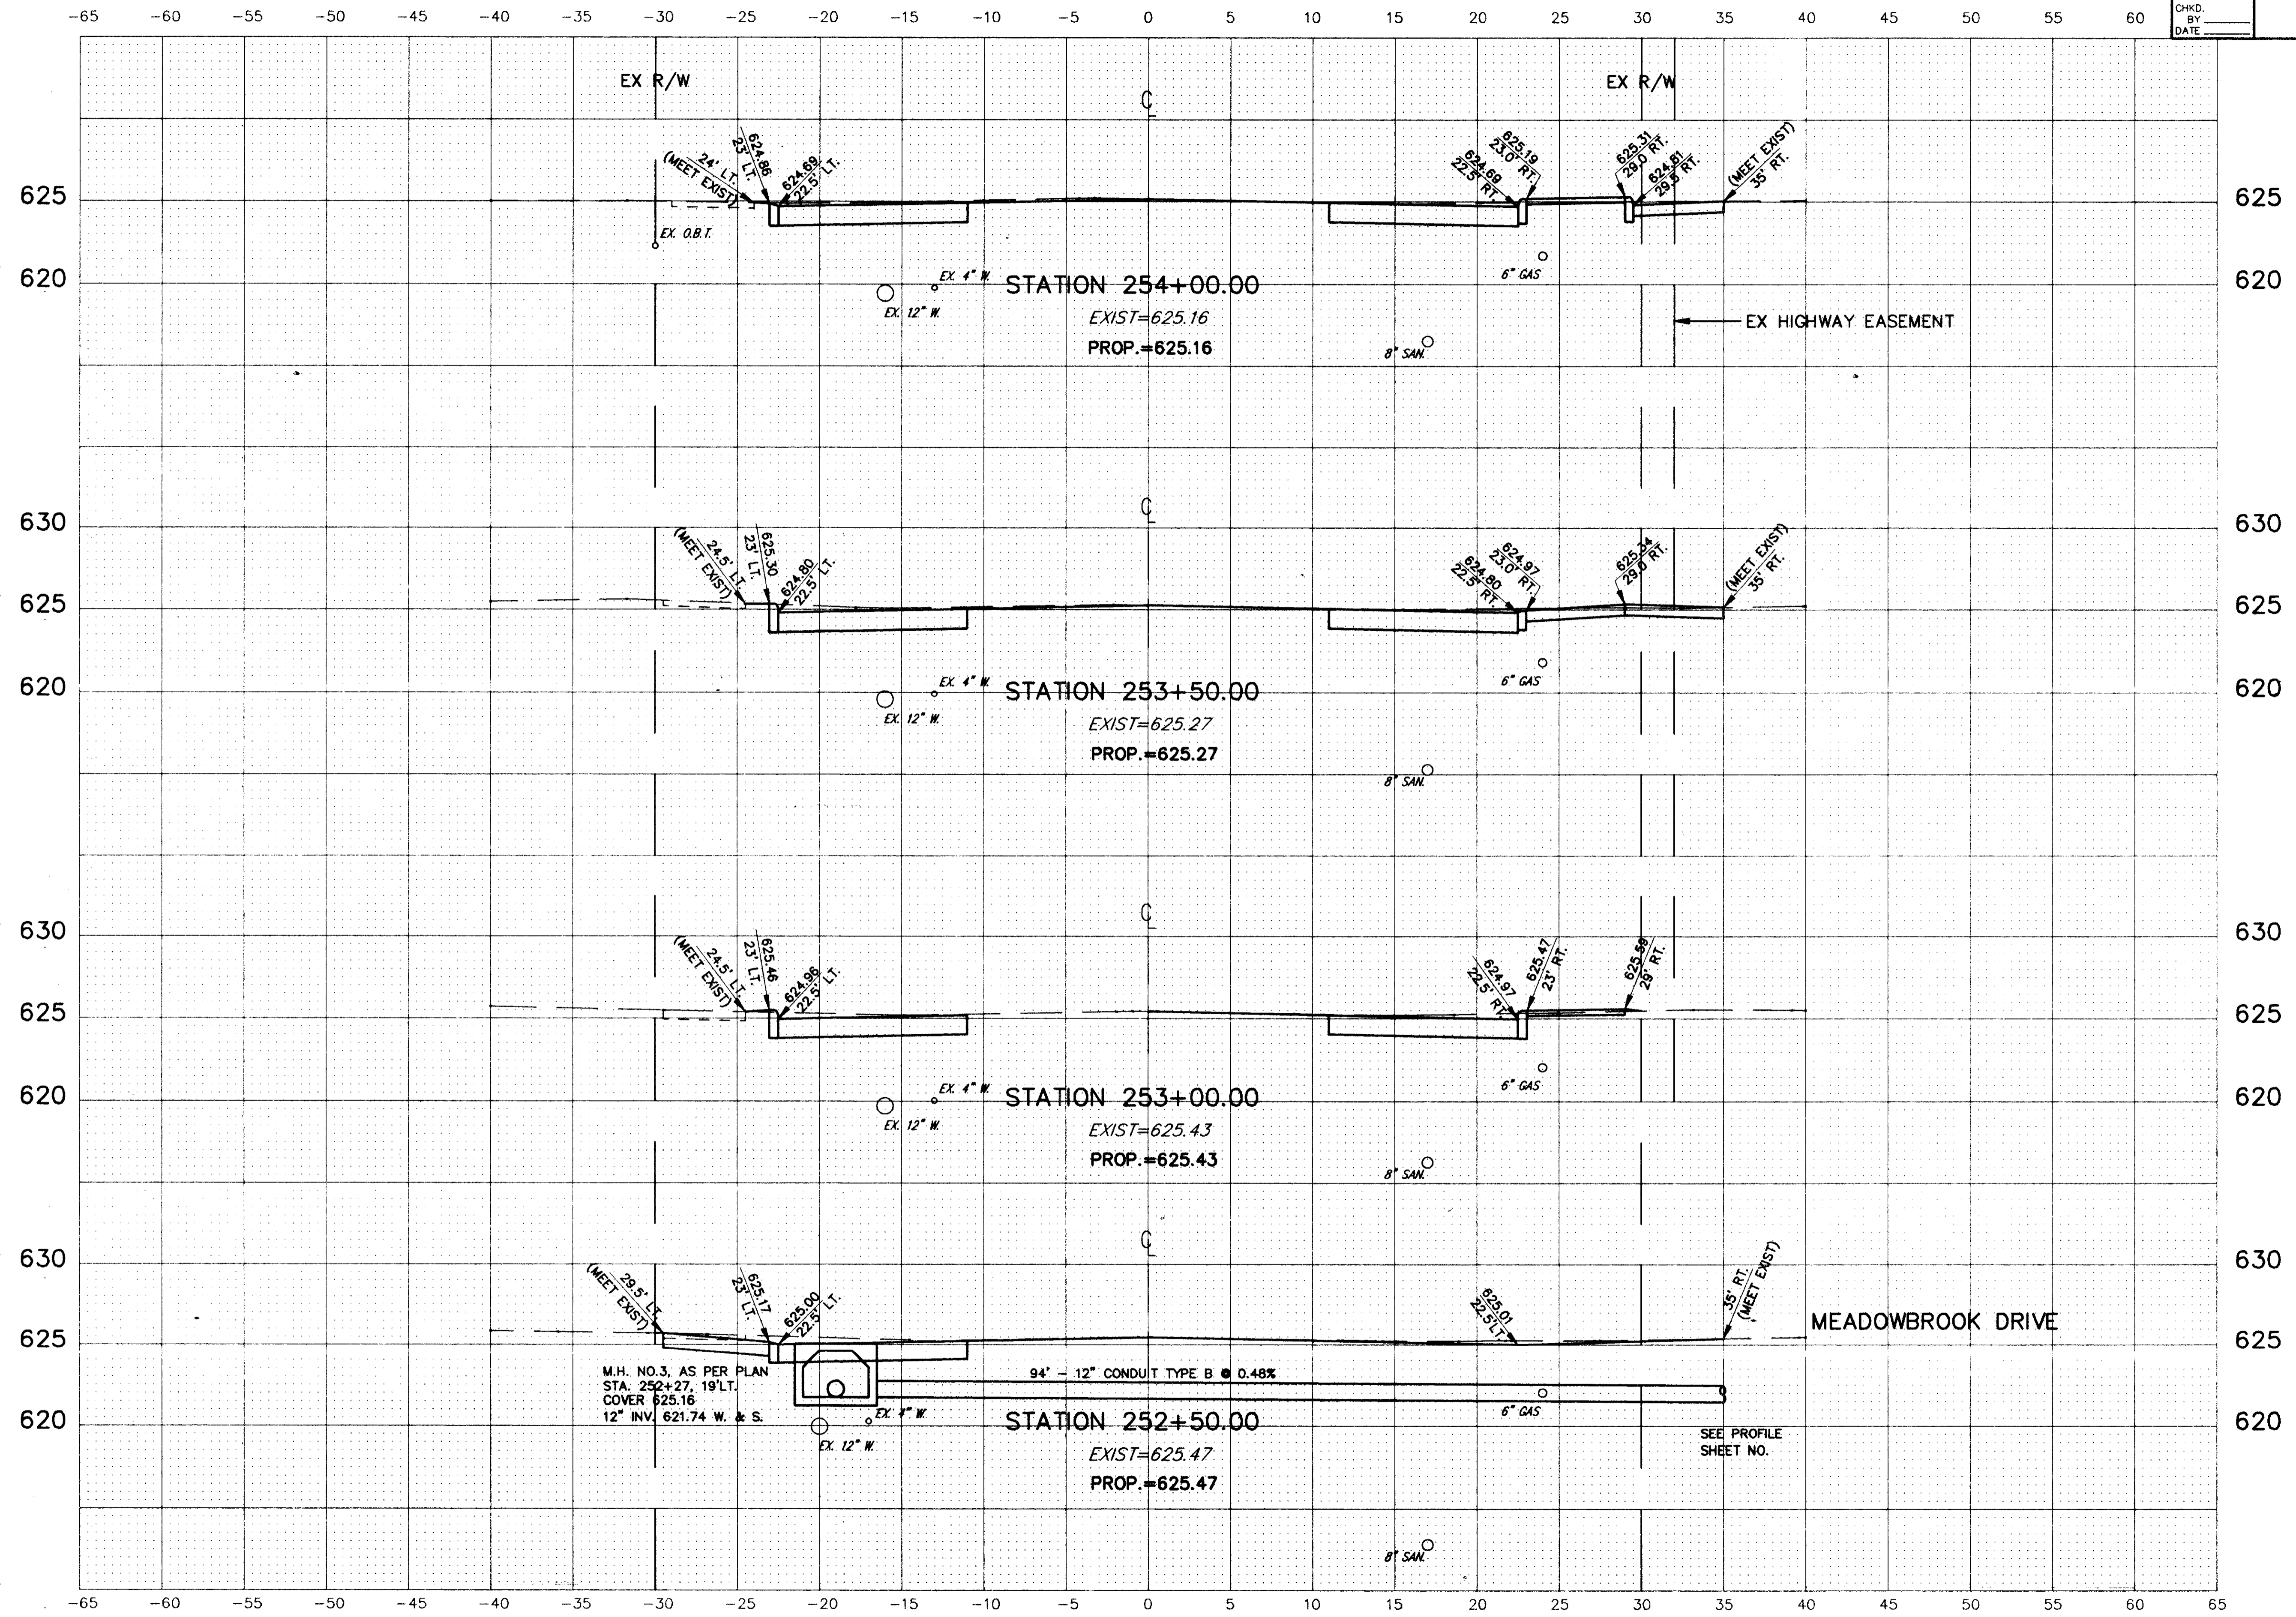 −65 −60 −55 −50 −45 −40 −35 −30 −25 −20 −15 −10 −5 0 5 10 15 20 25 30 35 40 45 50 55 60
CHKD.
BY
DATE
EX R/W
EX R/W
24' LT.
(MEET EXIST)
624.86
23' LT.
624.69
22.5' LT.
624.69
22.5' RT.
625.19
23.0' RT.
625.31
29.0 RT.
624.81
29.5 RT.
(MEET EXIST)
35' RT.
625
625
EX. O.B.T.
620
620
EX. 4" W.
EX. 12" W.
STATION 254+00.00
EXIST=625.16
PROP.=625.16
6" GAS
8" SAN.
EX HIGHWAY EASEMENT
630
630
24.5' LT.
(MEET EXIST)
625.30
23' LT.
624.80
22.5' LT.
624.80
22.5' RT.
624.97
23.0' RT.
625.34
29.0 RT.
(MEET EXIST)
35' RT.
625
625
620
620
EX. 4" W.
EX. 12" W.
STATION 253+50.00
EXIST=625.27
PROP.=625.27
6" GAS
8" SAN.
630
630
24.5' LT.
(MEET EXIST)
625.46
23' LT.
624.96
22.5' LT.
624.97
22.5' RT.
625.47
23' RT.
625.59
29' RT.
625
625
620
620
EX. 4" W.
EX. 12" W.
STATION 253+00.00
EXIST=625.43
PROP.=625.43
6" GAS
8" SAN.
630
630
29.5' LT.
(MEET EXIST)
625.17
23' LT.
625.00
22.5' LT.
625.01
22.5' LT.
35' RT.
(MEET EXIST)
MEADOWBROOK DRIVE
625
625
M.H. NO.3, AS PER PLAN
STA. 252+27, 19'LT.
COVER 625.16
12" INV. 621.74 W. & S.
94' − 12" CONDUIT TYPE B @ 0.48%
620
620
EX. 4" W.
EX. 12" W.
STATION 252+50.00
EXIST=625.47
PROP.=625.47
6" GAS
SEE PROFILE
SHEET NO.
8" SAN.
−65 −60 −55 −50 −45 −40 −35 −30 −25 −20 −15 −10 −5 0 5 10 15 20 25 30 35 40 45 50 55 60 65